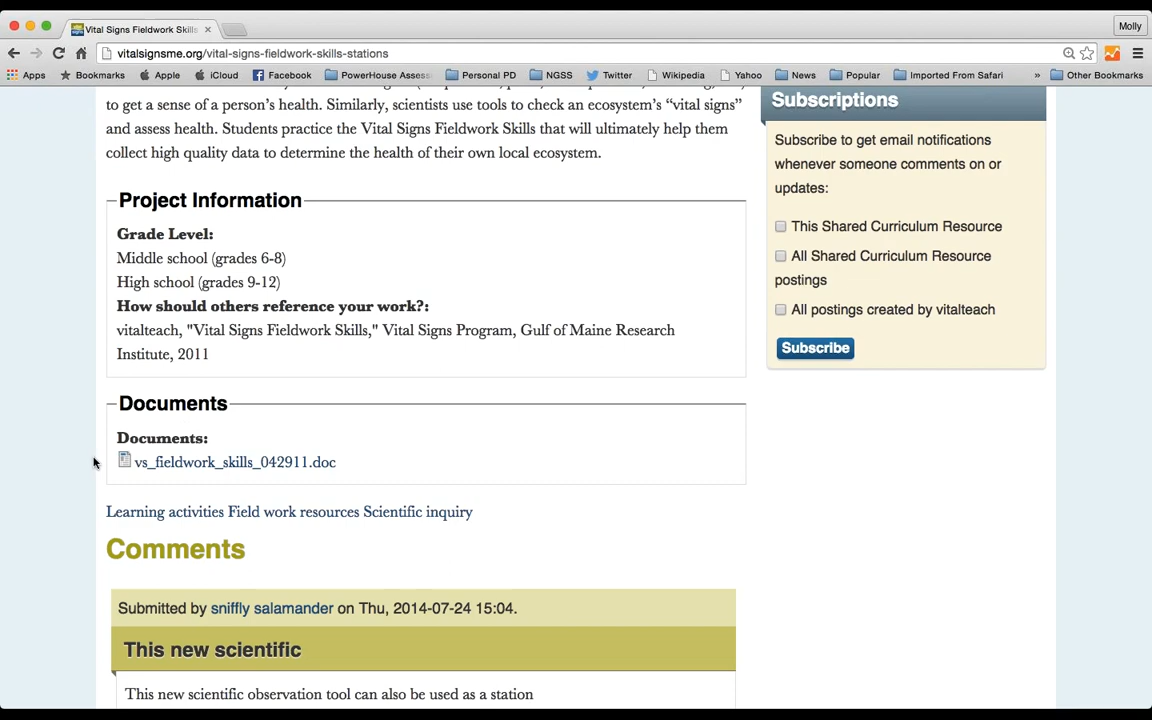 Vital Signs Fieldwork Skills
Molly
vitalsignsme.org/vital-signs-fieldwork-skills-stations
Apps Bookmarks Apple iCloud Facebook PowerHouse Assess Personal PD NGSS Twitter Wikipedia Yahoo News Popular Imported From Safari » Other Bookmarks
to get a sense of a person's health. Similarly, scientists use tools to check an ecosystem's “vital signs”
and assess health. Students practice the Vital Signs Fieldwork Skills that will ultimately help them
collect high quality data to determine the health of their own local ecosystem.
Project Information
Grade Level:
Middle school (grades 6-8)
High school (grades 9-12)
How should others reference your work?:
vitalteach, "Vital Signs Fieldwork Skills," Vital Signs Program, Gulf of Maine Research
Institute, 2011
Documents
Documents:
vs_fieldwork_skills_042911.doc
Learning activities Field work resources Scientific inquiry
Comments
Submitted by sniffly salamander on Thu, 2014-07-24 15:04.
This new scientific
This new scientific observation tool can also be used as a station
Subscriptions
Subscribe to get email notifications
whenever someone comments on or
updates:
This Shared Curriculum Resource
All Shared Curriculum Resource
postings
All postings created by vitalteach
Subscribe